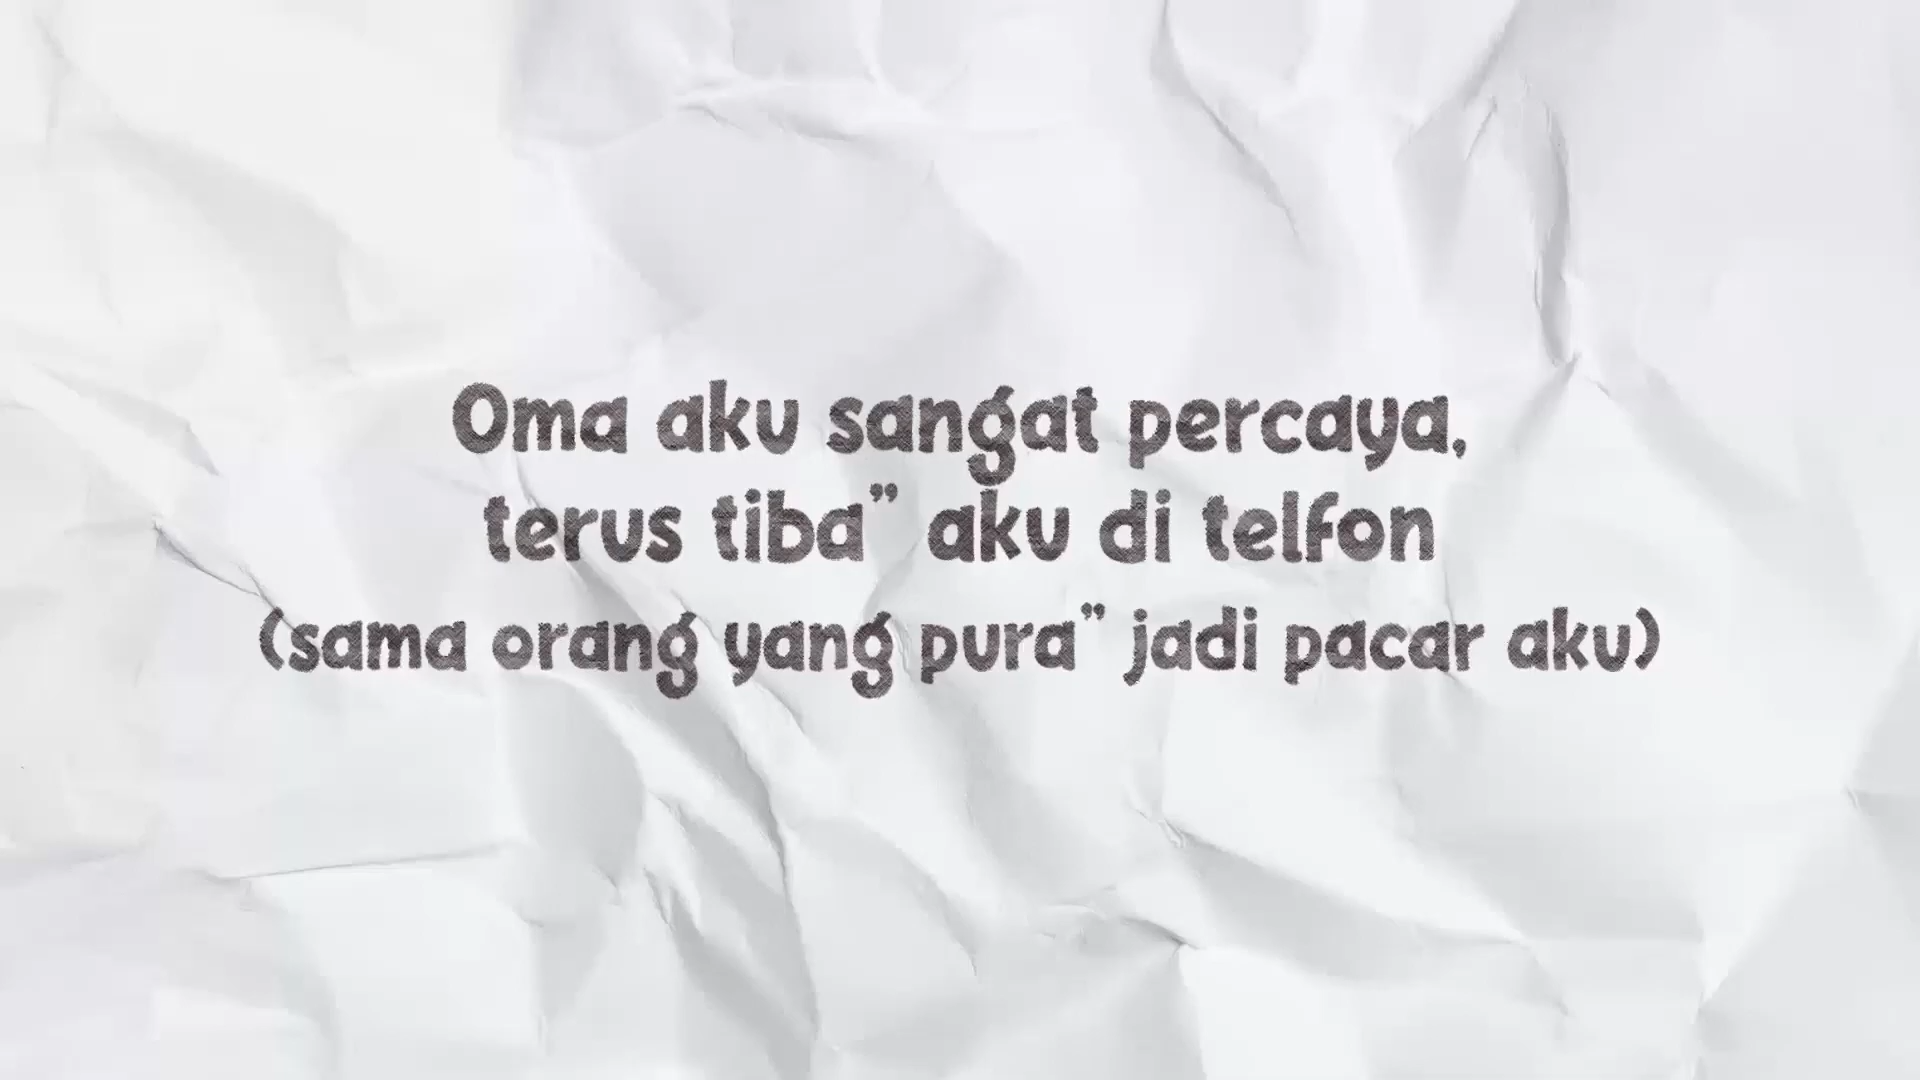 Oma aku sangat percaya,
terus tiba” aku di telfon
(sama orang yang pura” jadi pacar aku)